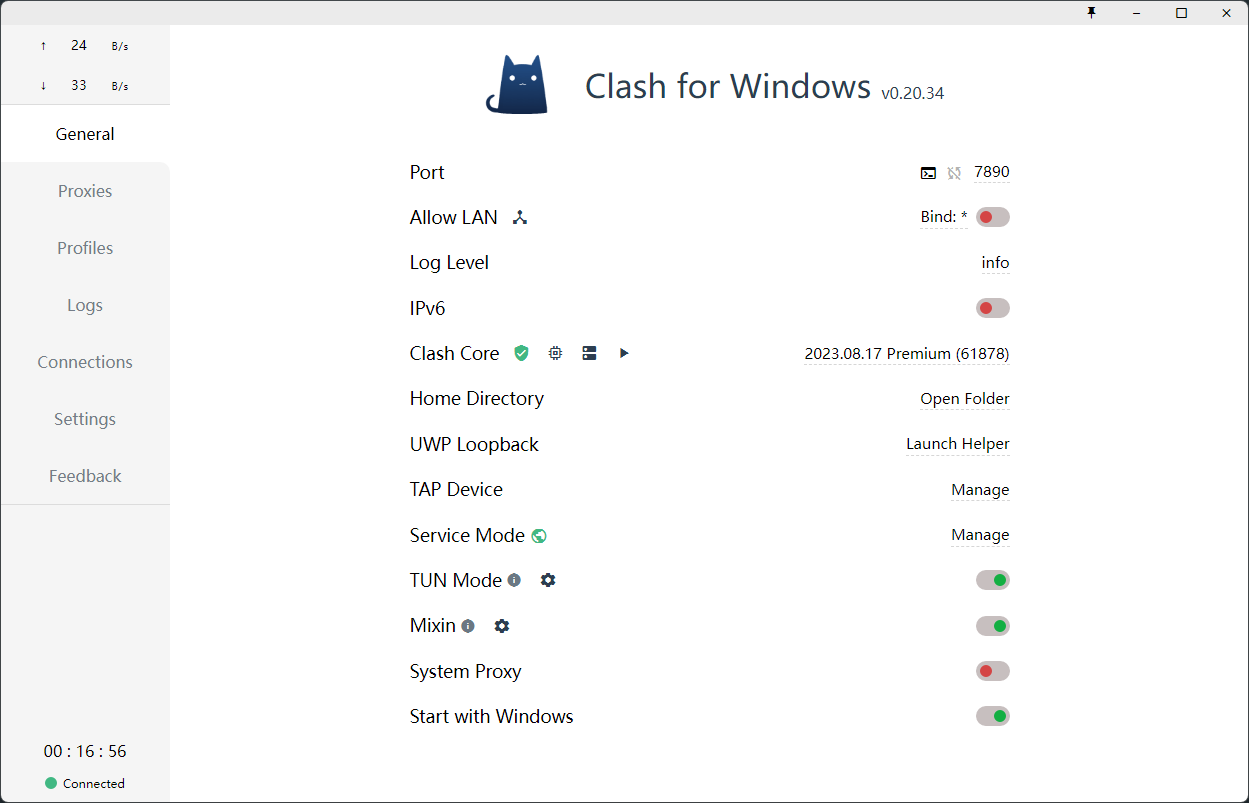 ↑ 24 B/s
↓ 33 B/s
General
Proxies
Profiles
Logs
Connections
Settings
Feedback
00 : 16 : 56
Connected
Clash for Windows v0.20.34
Port 7890
Allow LAN Bind: *
Log Level info
IPv6
Clash Core 2023.08.17 Premium (61878)
Home Directory Open Folder
UWP Loopback Launch Helper
TAP Device Manage
Service Mode Manage
TUN Mode
Mixin
System Proxy
Start with Windows